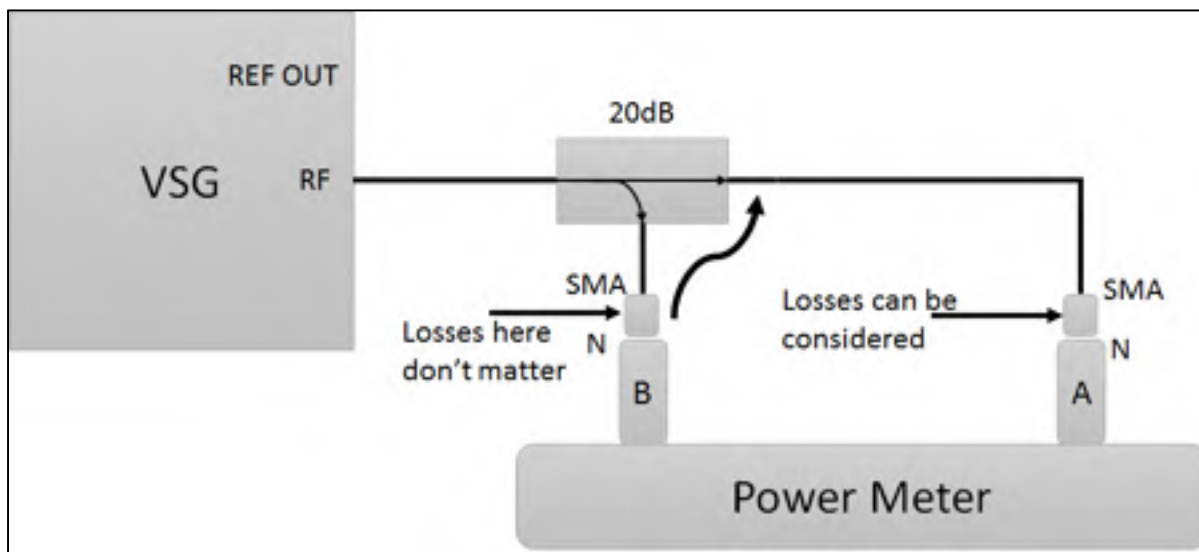 REF OUT
VSG
RF
20dB
SMA
N
Losses here
don't matter
B
Losses can be
considered
SMA
N
A
Power Meter